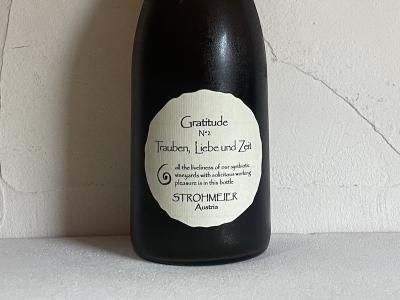 Gratitude
N°2
Trauben, Liebe und Zeit
all the liveliness of our symbiotic
vineyards with solicitous working
pleasure is in this bottle
STROHMEIER
Austria